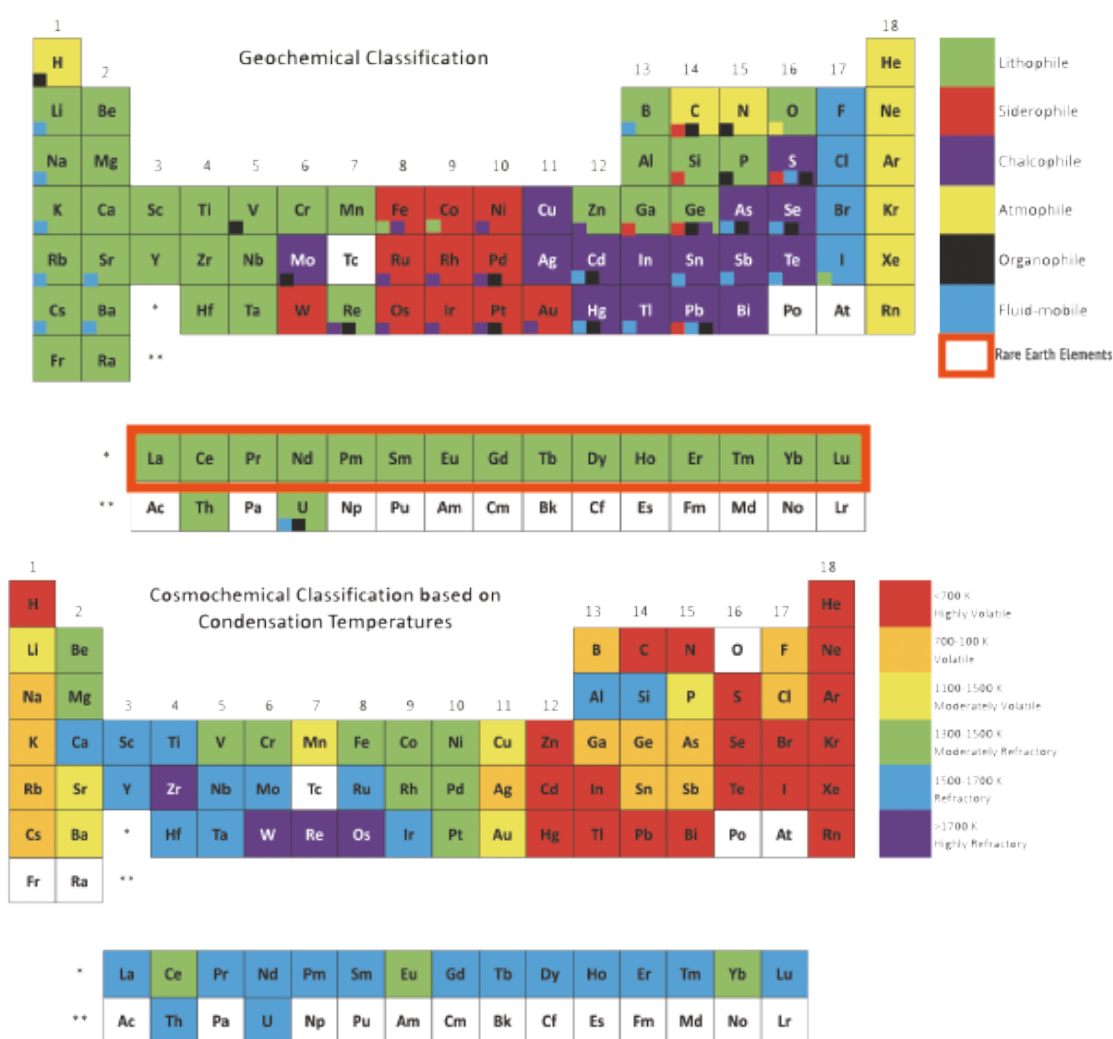 1 18
Geochemical Classification
H 2 13 14 15 16 17 He Lithophile
Li Be B C N O F Ne Siderophile
Na Mg 3 4 5 6 7 8 9 10 11 12 Al Si P S Cl Ar Chalcophile
K Ca Sc Ti V Cr Mn Fe Co Ni Cu Zn Ga Ge As Se Br Kr Atmophile
Rb Sr Y Zr Nb Mo Tc Ru Rh Pd Ag Cd In Sn Sb Te I Xe Organophile
Cs Ba * Hf Ta W Re Os Ir Pt Au Hg Tl Pb Bi Po At Rn Fluid-mobile
Fr Ra ** Rare Earth Elements
* La Ce Pr Nd Pm Sm Eu Gd Tb Dy Ho Er Tm Yb Lu
** Ac Th Pa U Np Pu Am Cm Bk Cf Es Fm Md No Lr
1 18
Cosmochemical Classification based on
Condensation Temperatures
H 2 13 14 15 16 17 He
<700 K
Highly Volatile
Li Be B C N O F Ne
700-100 K
Volatile
Na Mg 3 4 5 6 7 8 9 10 11 12 Al Si P S Cl Ar
1100-1500 K
Moderately Volatile
K Ca Sc Ti V Cr Mn Fe Co Ni Cu Zn Ga Ge As Se Br Kr
1300-1500 K
Moderately Refractory
Rb Sr Y Zr Nb Mo Tc Ru Rh Pd Ag Cd In Sn Sb Te I Xe
1500-1700 K
Refractory
Cs Ba * Hf Ta W Re Os Ir Pt Au Hg Tl Pb Bi Po At Rn
>1700 K
Highly Refractory
Fr Ra **
* La Ce Pr Nd Pm Sm Eu Gd Tb Dy Ho Er Tm Yb Lu
** Ac Th Pa U Np Pu Am Cm Bk Cf Es Fm Md No Lr